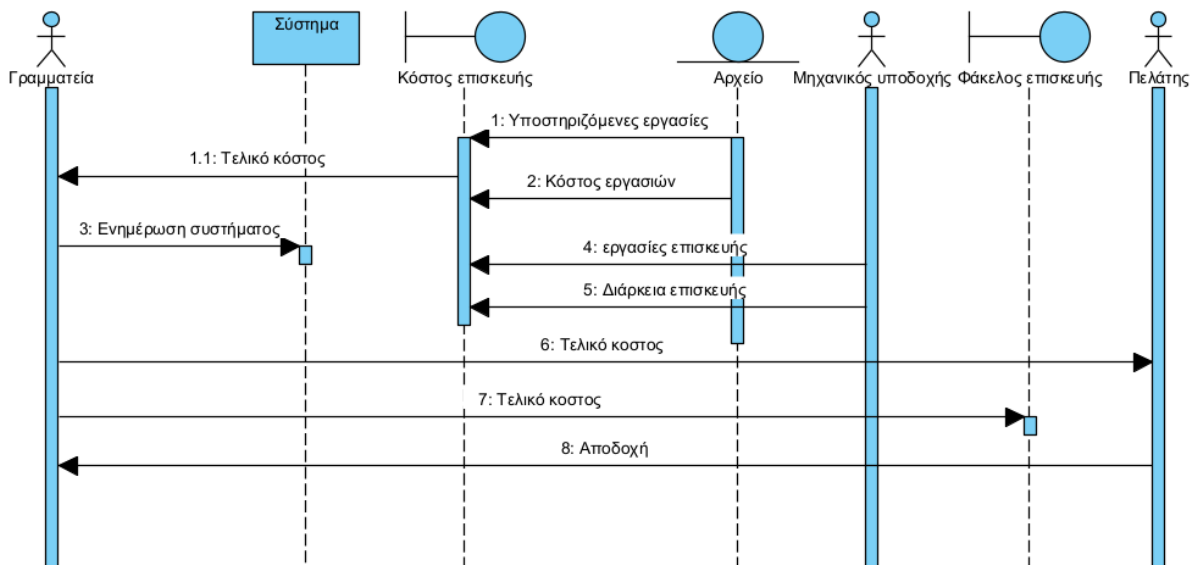 Σύστημα
Γραμματεία
Κόστος επισκευής
Αρχείο
Μηχανικός υποδοχής
Φάκελος επισκευής
Πελάτης
1: Υποστηριζόμενες εργασίες
1.1: Τελικό κόστος
2: Κόστος εργασιών
3: Ενημέρωση συστήματος
4: εργασίες επισκευής
5: Διάρκεια επισκευής
6: Τελικό κοστος
7: Τελικό κοστος
8: Αποδοχή